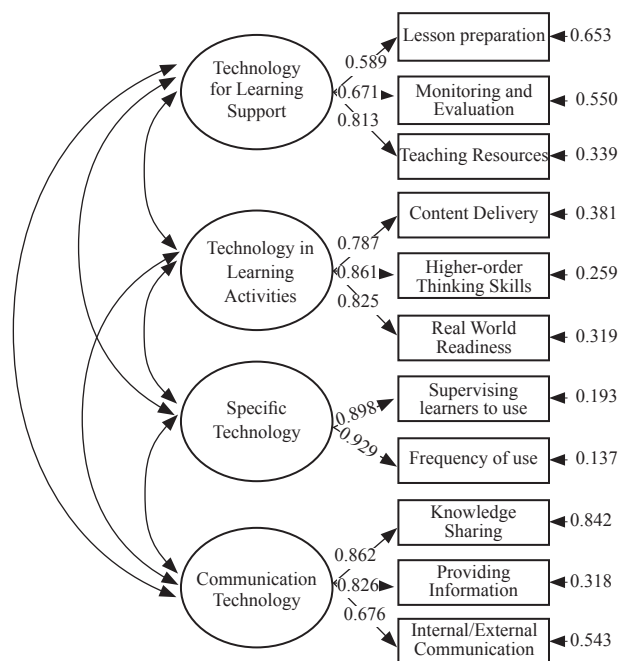 Technology
for Learning
Support
0.589
0.671
0.813
Lesson preparation
0.653
Monitoring and
Evaluation
0.550
Teaching Resources
0.339
Technology in
Learning
Activities
0.787
0.861
0.825
Content Delivery
0.381
Higher-order
Thinking Skills
0.259
Real World
Readiness
0.319
Specific
Technology
0.898
0.929
Supervising
learners to use
0.193
Frequency of use
0.137
Communication
Technology
0.862
0.826
0.676
Knowledge
Sharing
0.842
Providing
Information
0.318
Internal/External
Communication
0.543